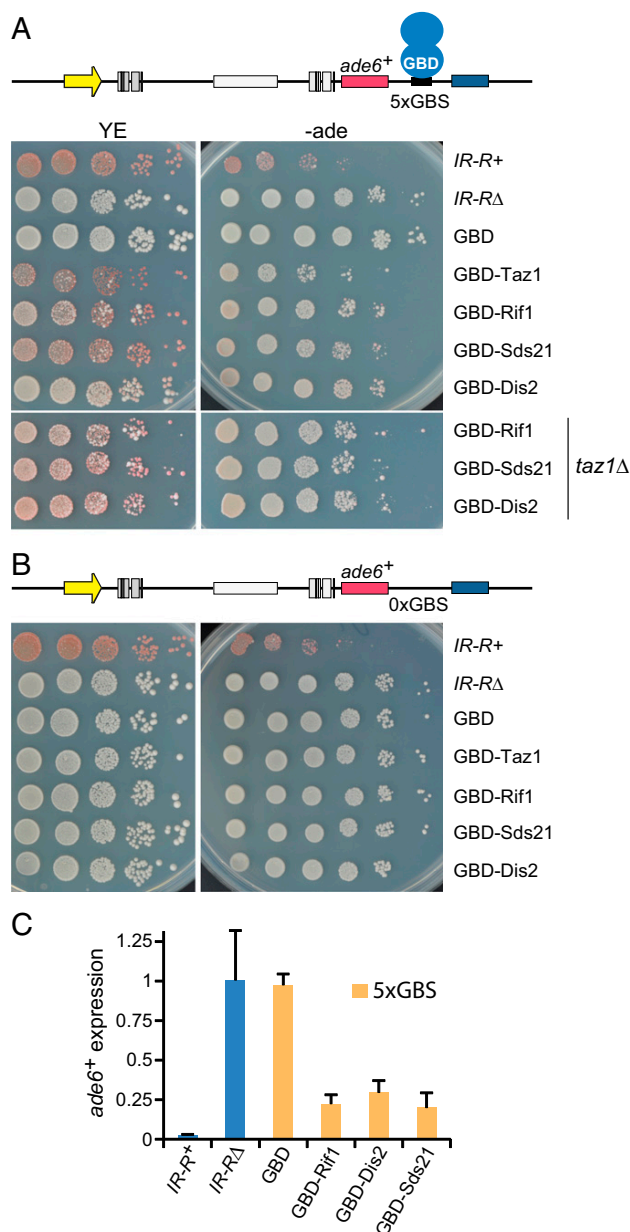 A
GBD
ade6+
5xGBS
YE
-ade
IR-R+
IR-RΔ
GBD
GBD-Taz1
GBD-Rif1
GBD-Sds21
GBD-Dis2
GBD-Rif1
GBD-Sds21
GBD-Dis2
taz1Δ
B
ade6+
0xGBS
IR-R+
IR-RΔ
GBD
GBD-Taz1
GBD-Rif1
GBD-Sds21
GBD-Dis2
C
ade6+ expression
1.25
1
0.75
0.5
0.25
0
5xGBS
IR-R+
IR-RΔ
GBD
GBD-Rif1
GBD-Dis2
GBD-Sds21